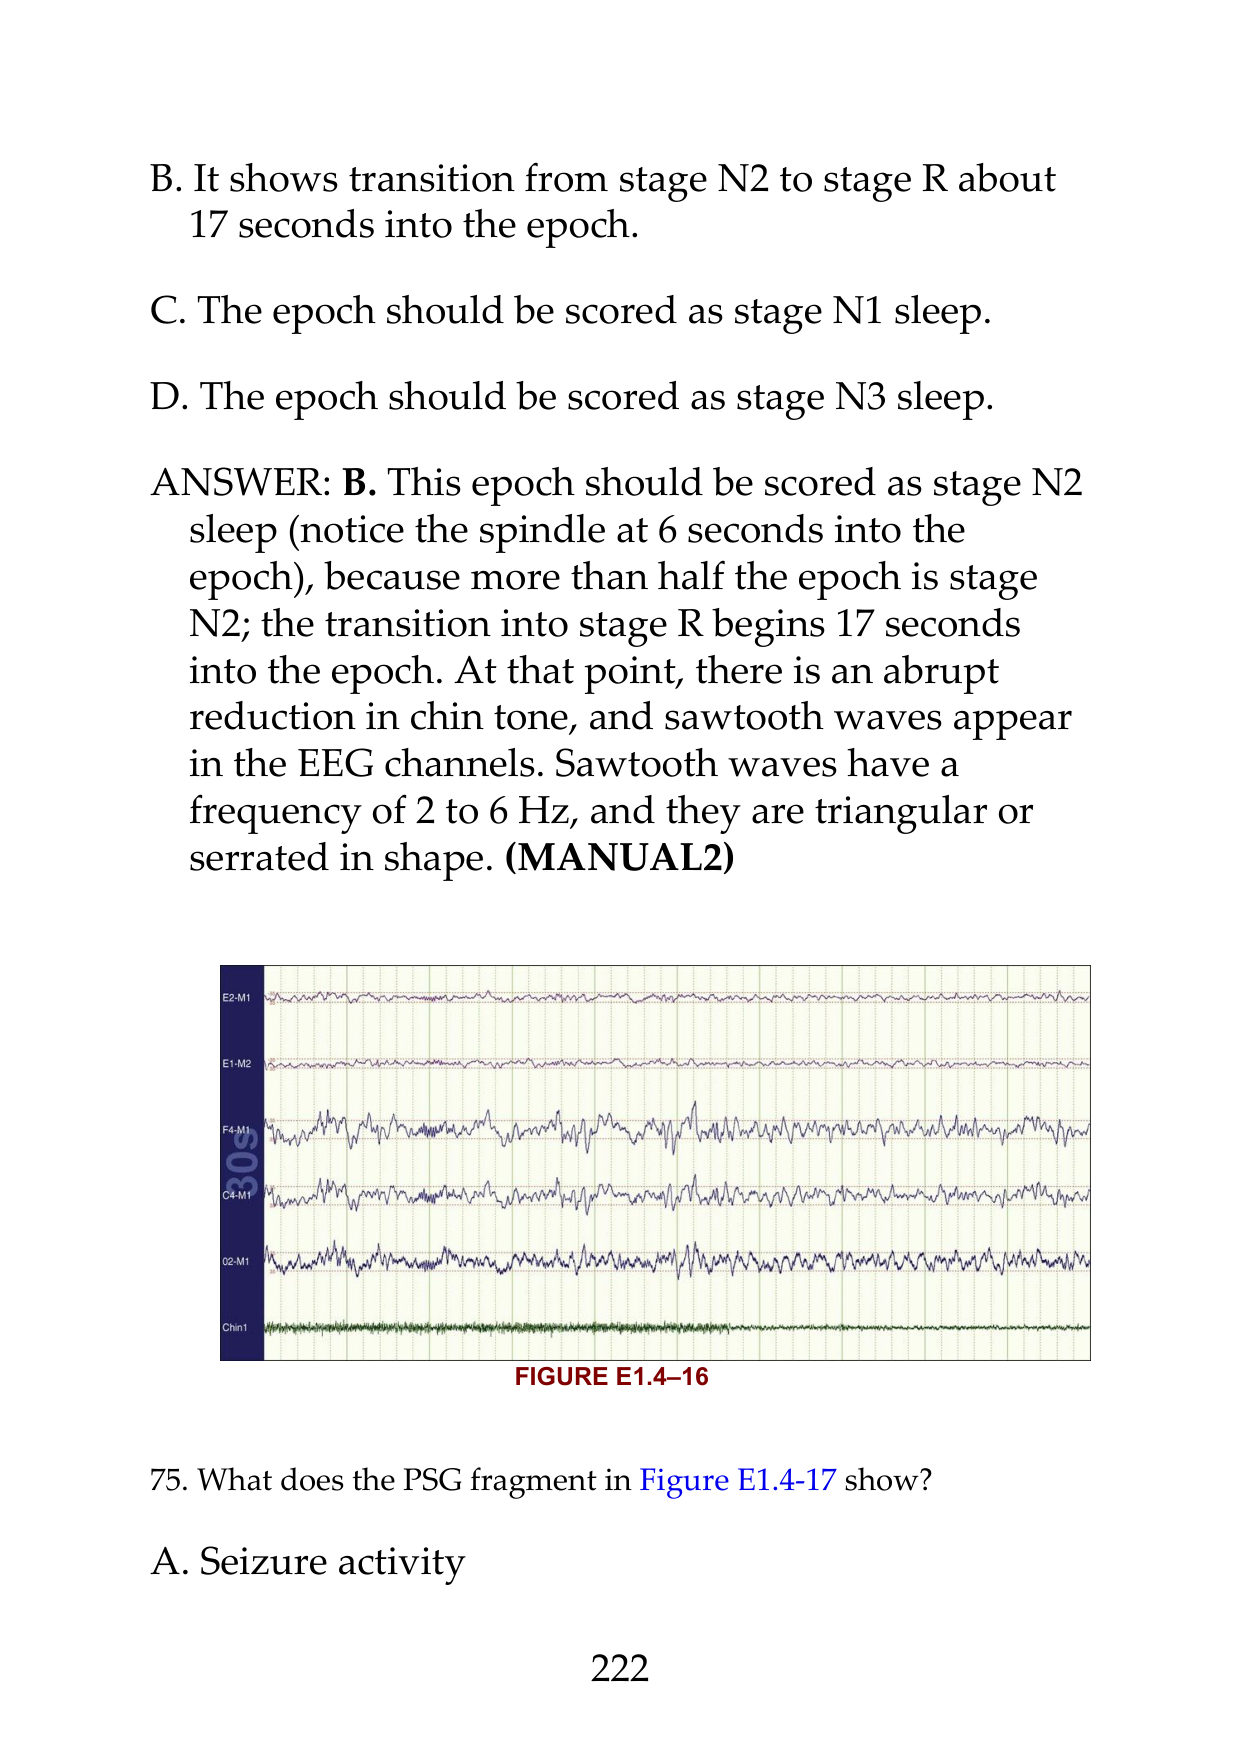 B. It shows transition from stage N2 to stage R about
17 seconds into the epoch.
C. The epoch should be scored as stage N1 sleep.
D. The epoch should be scored as stage N3 sleep.
ANSWER: B. This epoch should be scored as stage N2
sleep (notice the spindle at 6 seconds into the
epoch), because more than half the epoch is stage
N2; the transition into stage R begins 17 seconds
into the epoch. At that point, there is an abrupt
reduction in chin tone, and sawtooth waves appear
in the EEG channels. Sawtooth waves have a
frequency of 2 to 6 Hz, and they are triangular or
serrated in shape. (MANUAL2)
E2-M1
E1-M2
F4-M1
30s
C4-M1
02-M1
Chin1
FIGURE E1.4–16
75. What does the PSG fragment in Figure E1.4-17 show?
A. Seizure activity
222